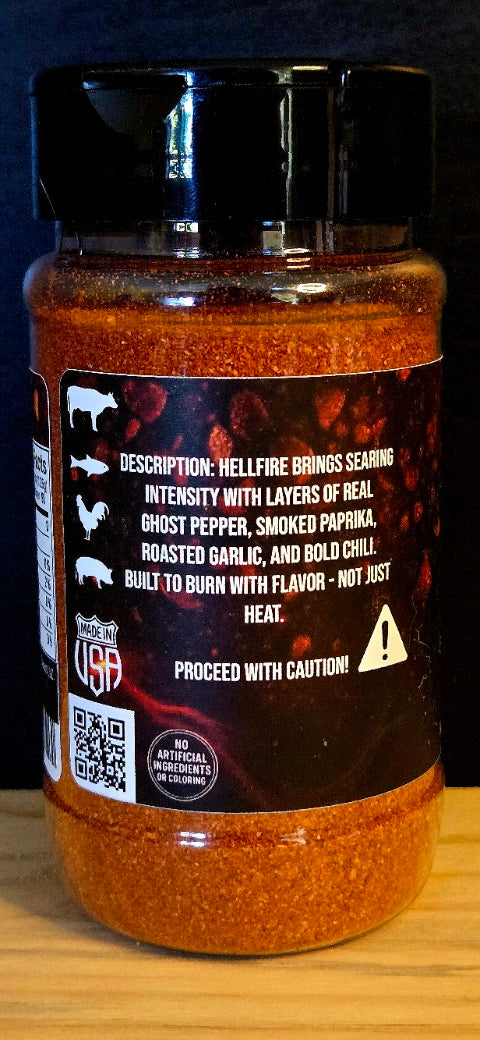 DESCRIPTION: HELLFIRE BRINGS SEARING
INTENSITY WITH LAYERS OF REAL
GHOST PEPPER, SMOKED PAPRIKA,
ROASTED GARLIC, AND BOLD CHILI.
BUILT TO BURN WITH FLAVOR - NOT JUST
HEAT.
PROCEED WITH CAUTION!
MADE IN
USA
NO
ARTIFICIAL
INGREDIENTS
OR COLORING